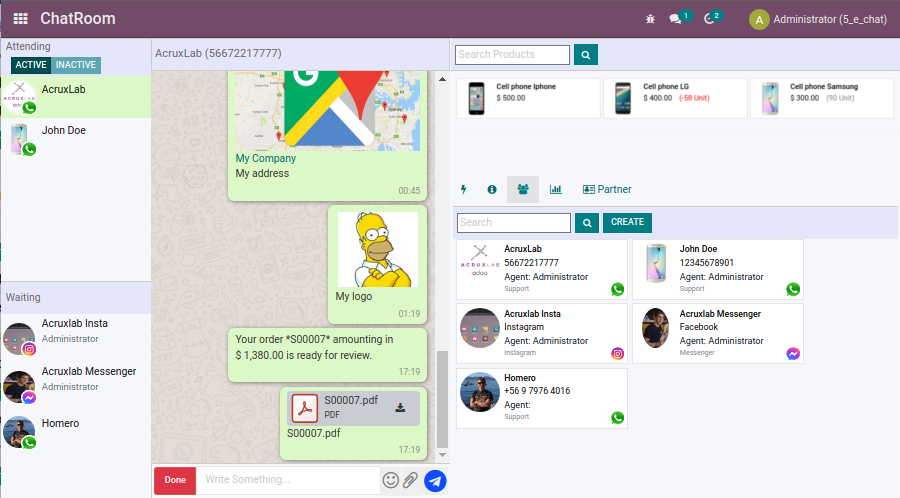 ChatRoom
1
2
A
Administrator (5_e_chat)
Attending
ACTIVE
INACTIVE
ACRUXLAB
odoo
AcruxLab
John Doe
Waiting
Acruxlab Insta
Administrator
Acruxlab Messenger
Administrator
Homero
AcruxLab (56672217777)
G
My Company
My address
00:45
My logo
01:19
Your order *S00007* amounting in
$ 1,380.00 is ready for review.
17:19
S00007.pdf
PDF
S00007.pdf
17:19
Done
Write Something...
Search Products
Cell phone Iphone
$ 500.00
Cell phone LG
$ 400.00 (-58 Unit)
Cell phone Samsung
$ 300.00 (90 Unit)
Partner
Search
CREATE
ACRUXLAB
odoo
AcruxLab
56672217777
Agent: Administrator
Support
John Doe
12345678901
Agent: Administrator
Support
Acruxlab Insta
Instagram
Agent: Administrator
Instagram
Acruxlab Messenger
Facebook
Agent: Administrator
Messenger
Homero
+56 9 7976 4016
Agent:
Support